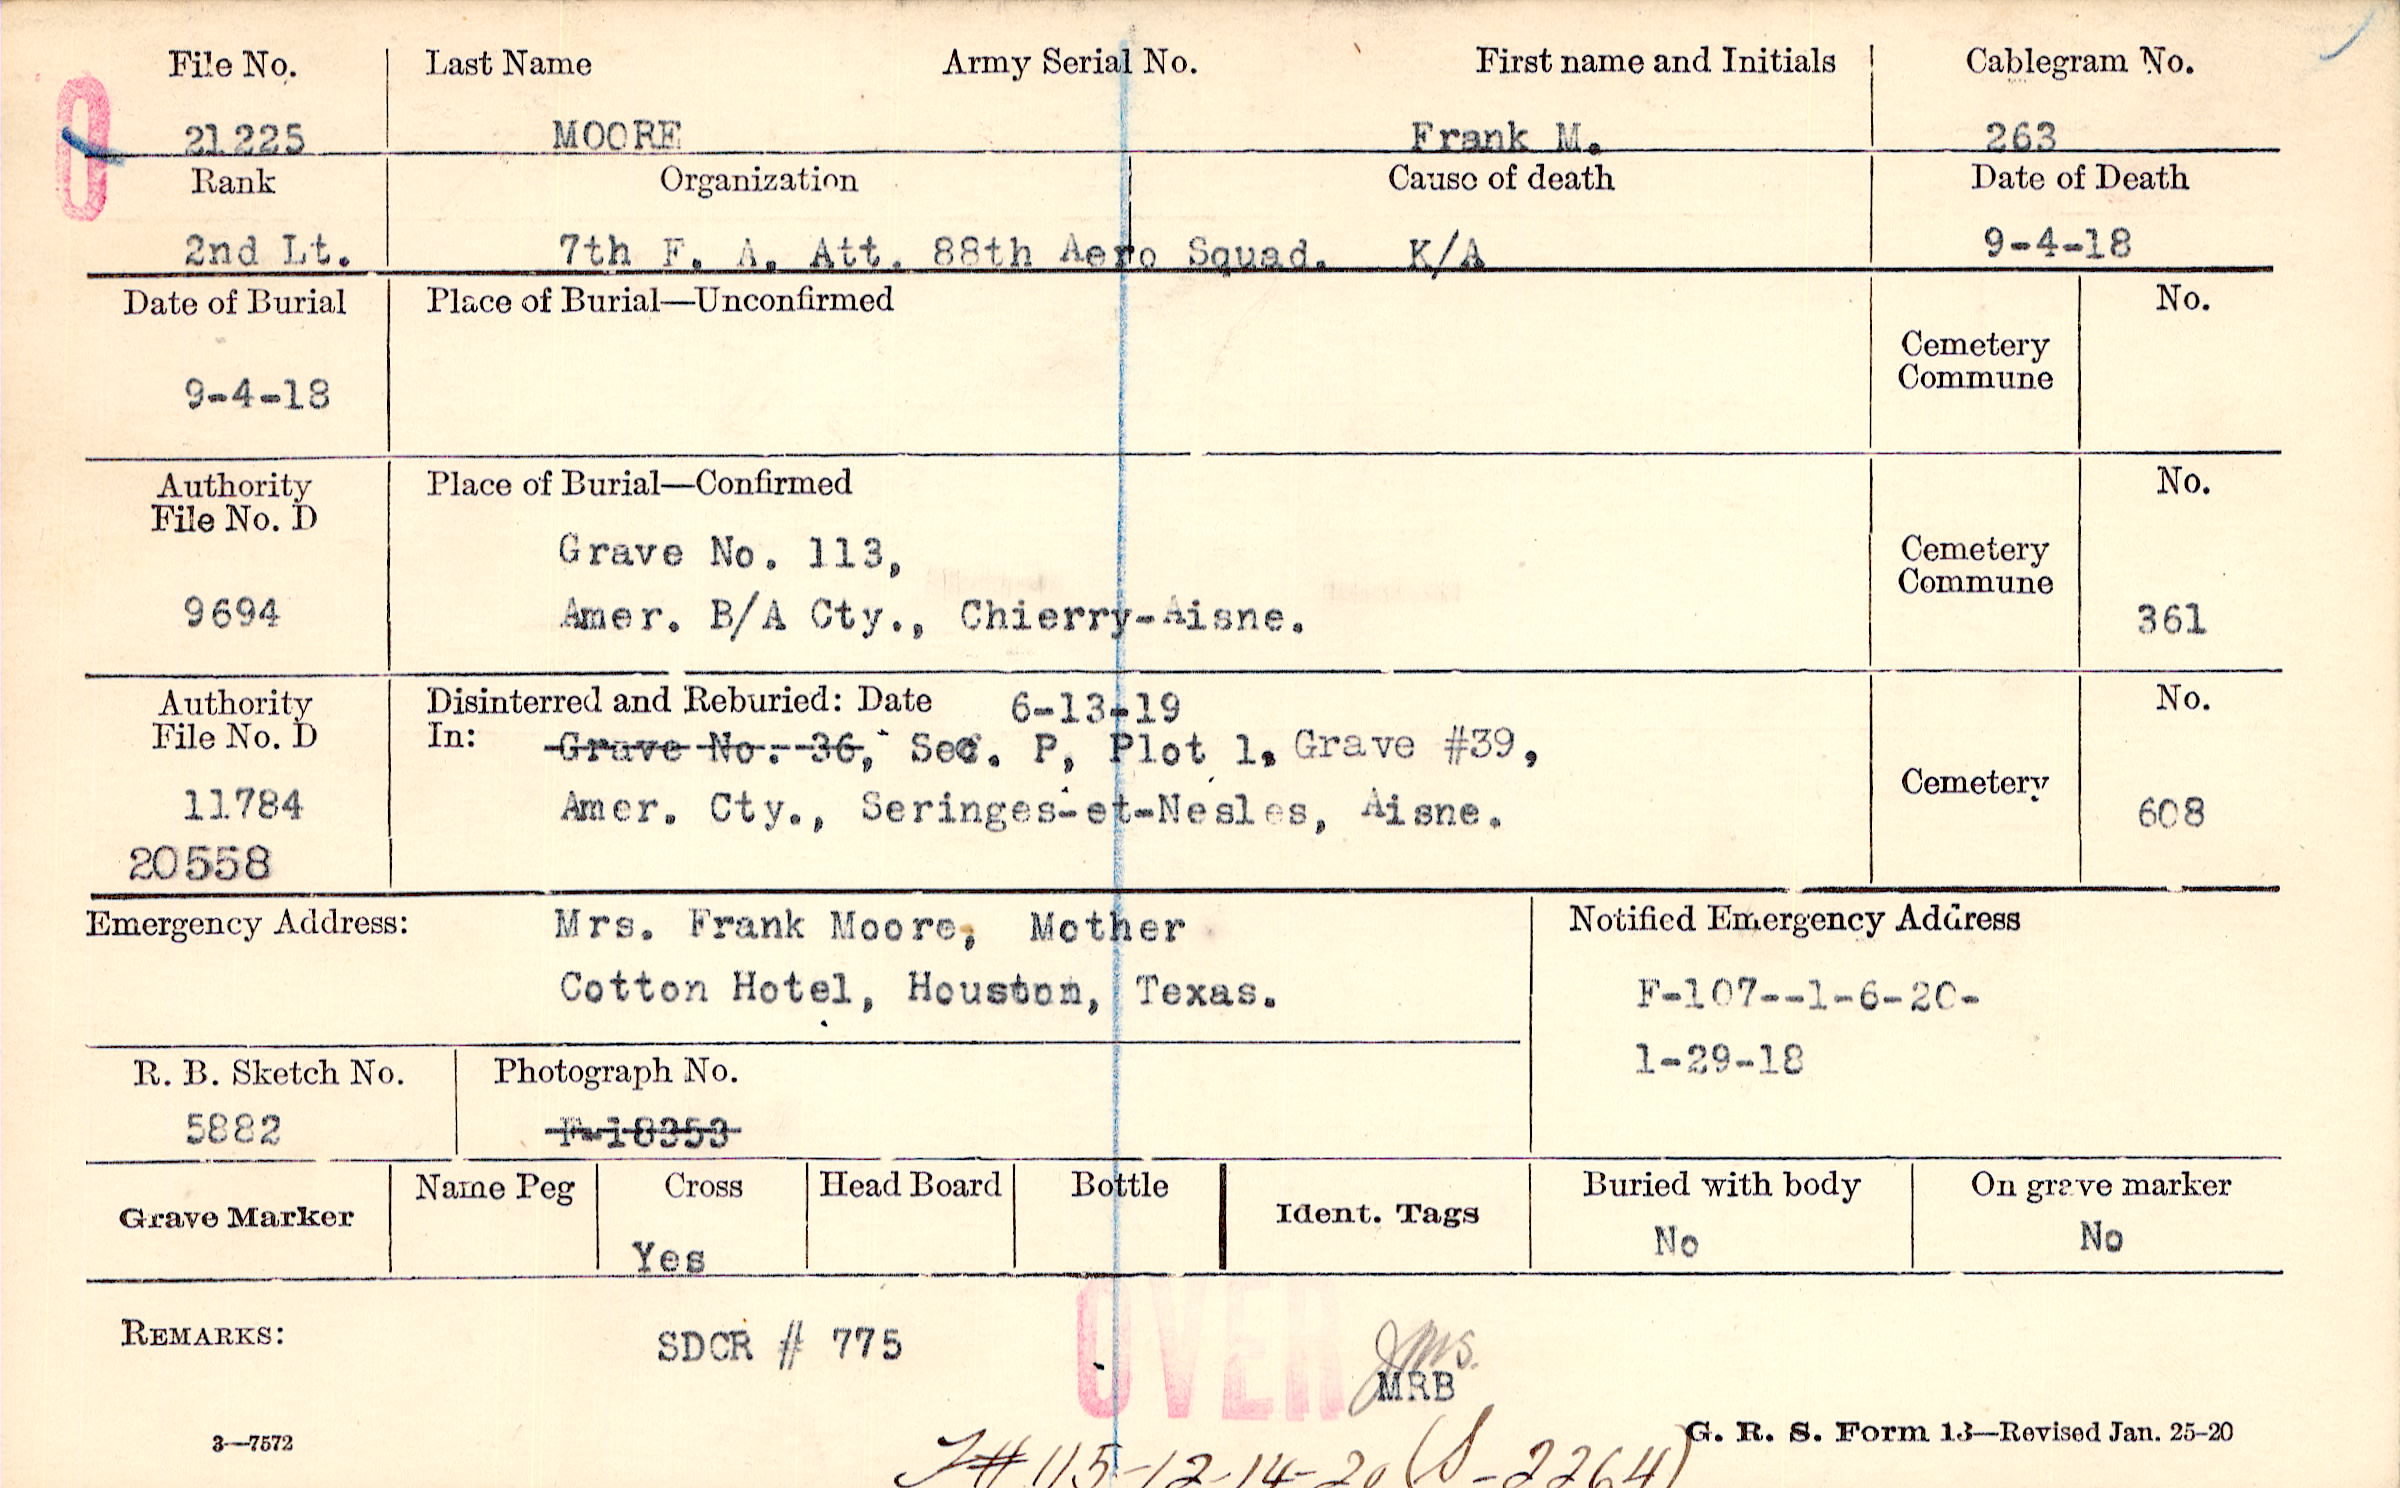 File No. Last Name Army Serial No. First name and Initials Cablegram No.
0
21225 MOORE Frank M. 263
Rank Organization Cause of death Date of Death
2nd Lt. 7th F. A. Att. 88th Aero Squad. K/A 9-4-18
Date of Burial Place of Burial—Unconfirmed No.
Cemetery
Commune
9-4-18
Authority Place of Burial—Confirmed No.
File No. D
Grave No. 113,
Cemetery
Commune
9694 Amer. B/A Cty., Chierry-Aisne. 361
Authority Disinterred and Reburied: Date 6-13-19 No.
File No. D In: Grave No. 36, Sec. P, Plot 1, Grave #39,
Cemetery
11784 Amer. Cty., Seringes-et-Nesles, Aisne. 608
20558
Emergency Address: Mrs. Frank Moore, Mother Notified Emergency Address
Cotton Hotel, Houston, Texas. F-107--1-6-20-
1-29-18
R. B. Sketch No. Photograph No.
5882 F-18353
Grave Marker Name Peg Cross Head Board Bottle Ident. Tags Buried with body On grave marker
Yes No No
REMARKS: SDCR # 775 OVER
MRB
3—7572 G. R. S. Form 13—Revised Jan. 25-20
#115-12-14-20 (S-2264)